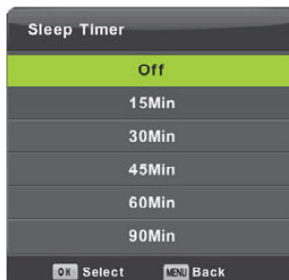 Sleep Timer
Off
15Min
30Min
45Min
60Min
90Min
OK Select MENU Back